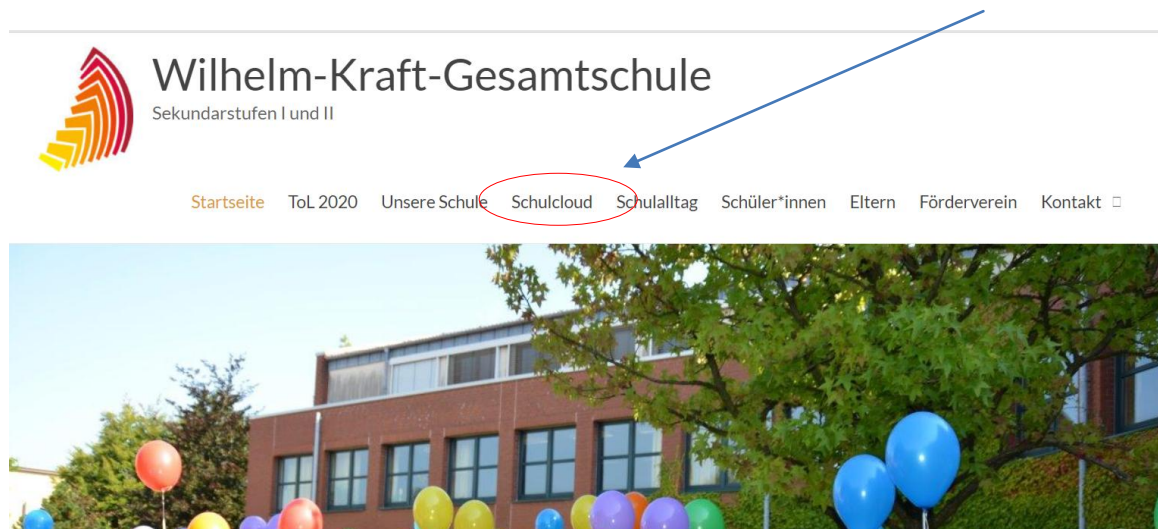 Wilhelm-Kraft-Gesamtschule
Sekundarstufen I und II
Startseite ToL 2020 Unsere Schule Schulcloud Schulalltag Schüler*innen Eltern Förderverein Kontakt